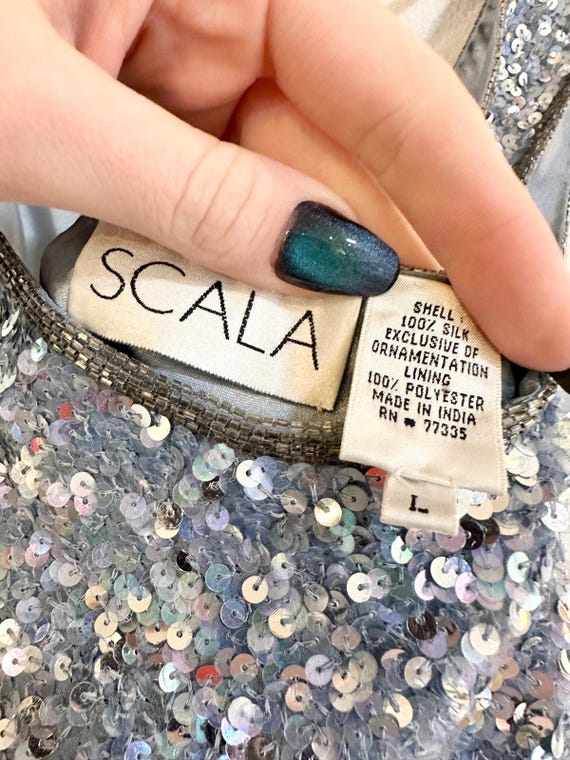 SCALA
SHELL:
100% SILK
EXCLUSIVE OF
ORNAMENTATION
LINING
100% POLYESTER
MADE IN INDIA
RN # 77335
L